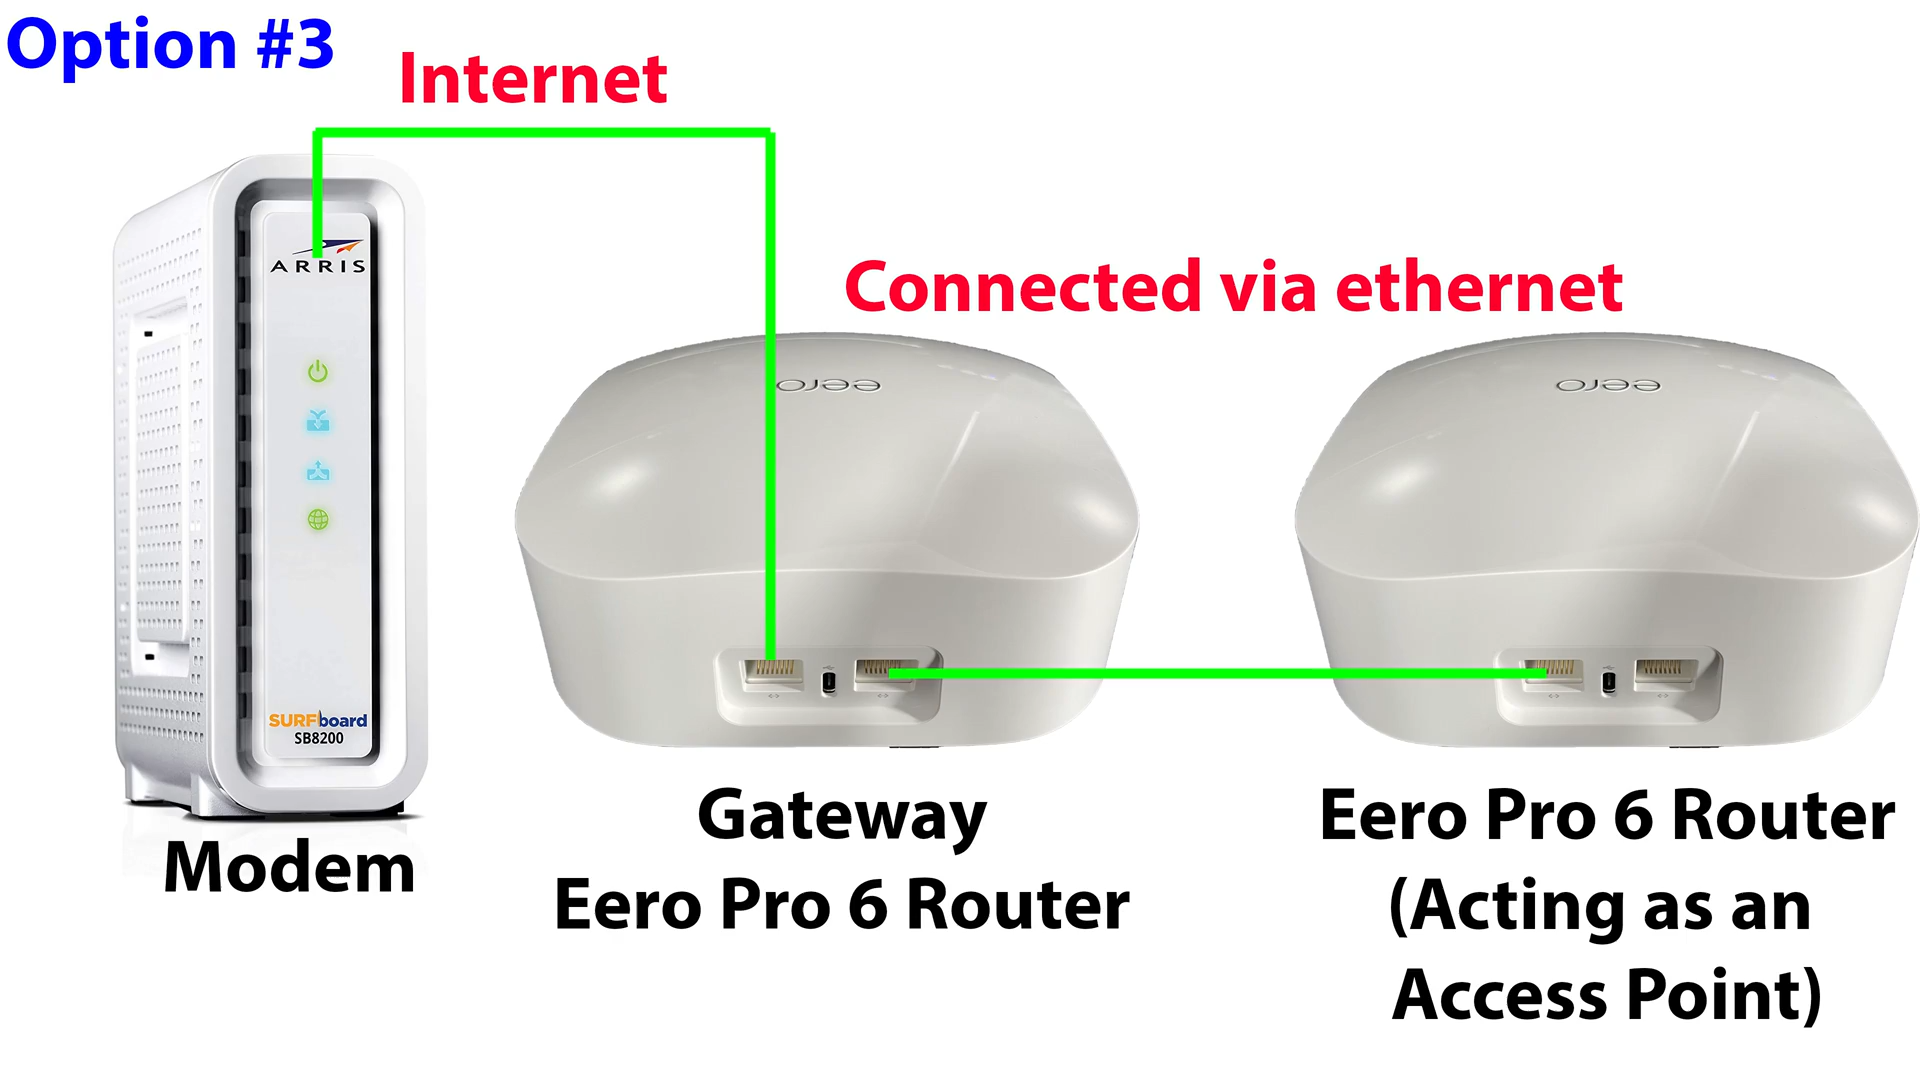 Option #3
Internet
Connected via ethernet
ARRIS
eero
eero
SURFboard
SB8200
Modem
Gateway
Eero Pro 6 Router
Eero Pro 6 Router
(Acting as an
Access Point)